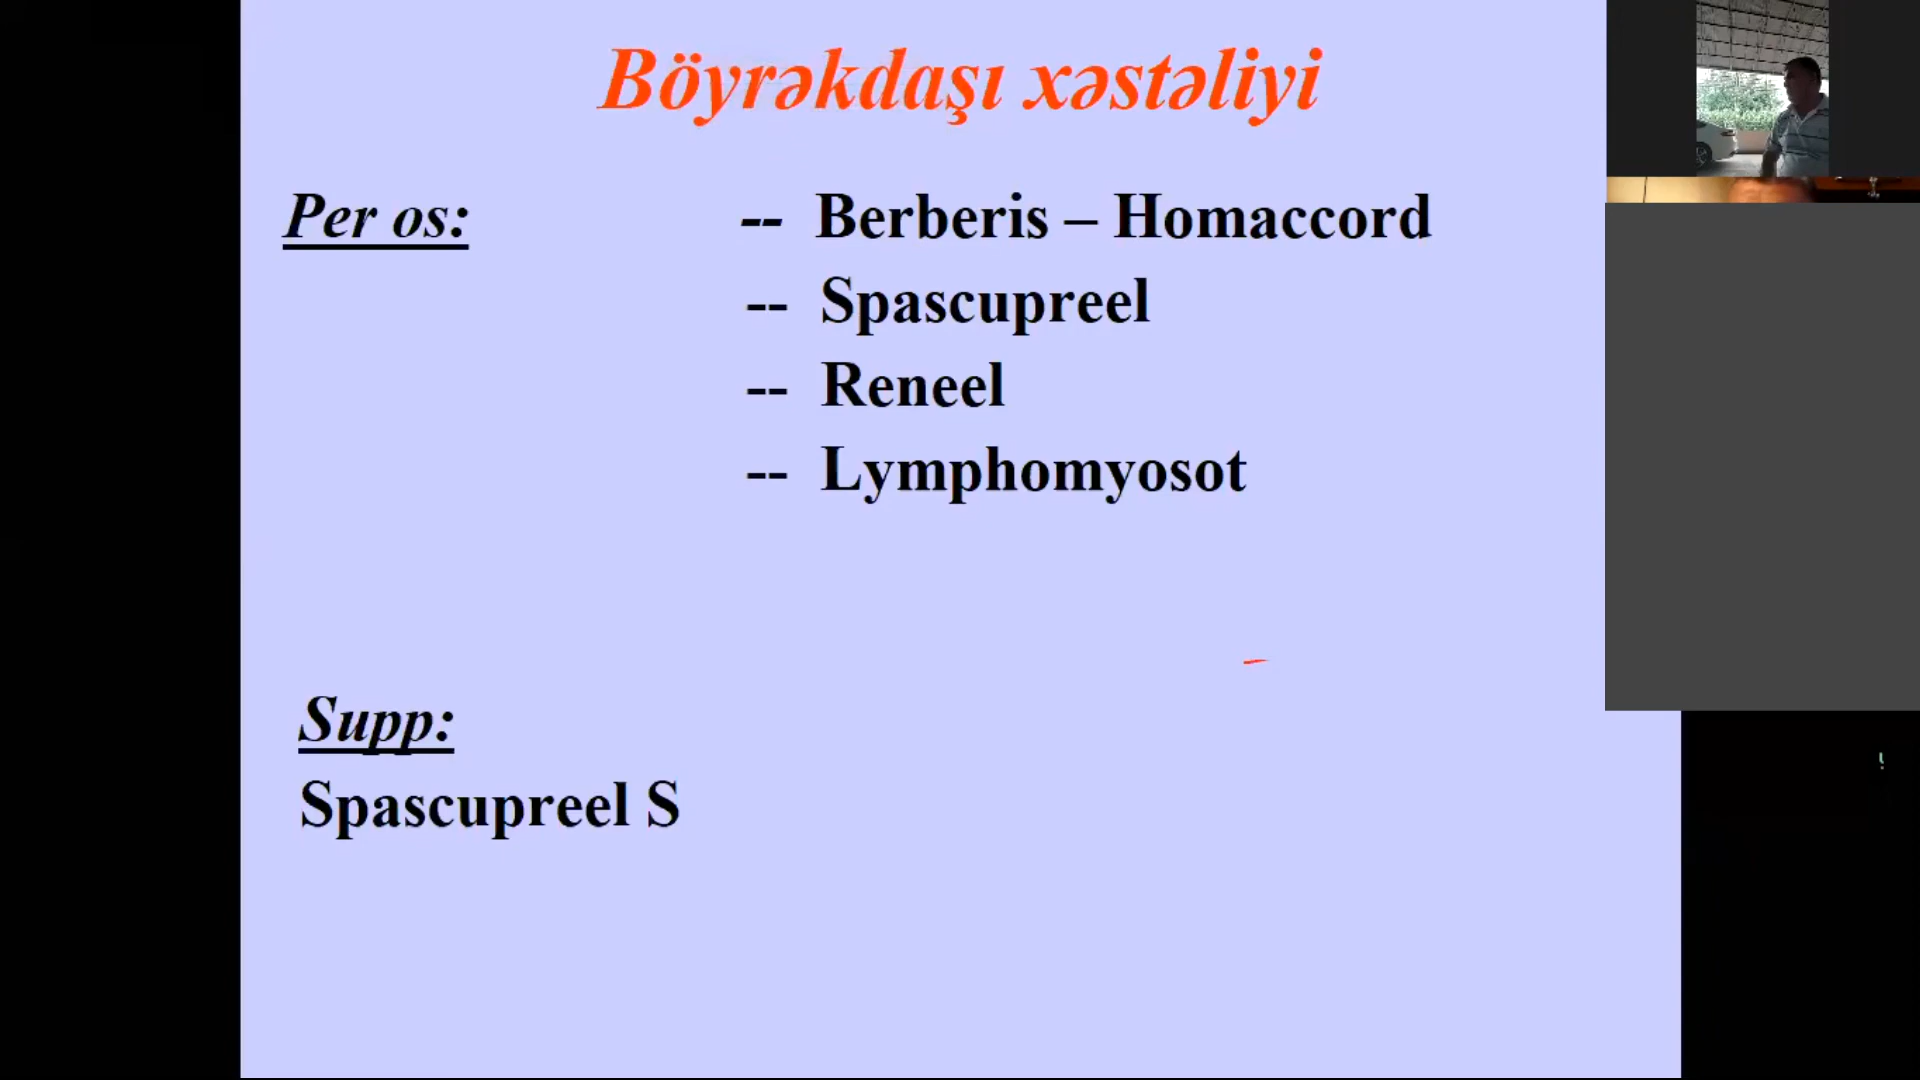 Böyrəkdaşı xəstəliyi
Per os: -- Berberis – Homaccord
-- Spascupreel
-- Reneel
-- Lymphomyosot
Supp:
Spascupreel S